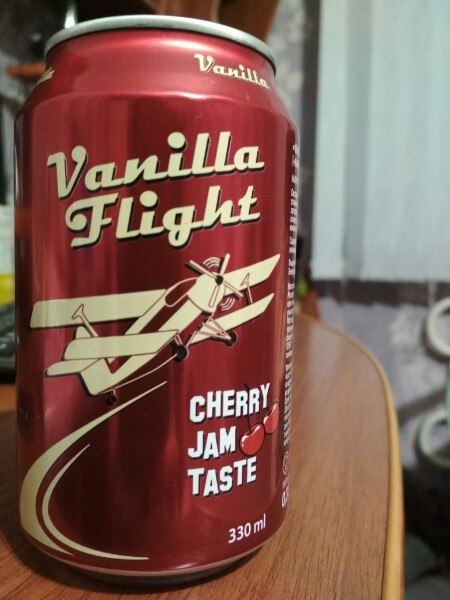 Vanilla
Vanilla
Flight
CHERRY
JAM
TASTE
330 ml